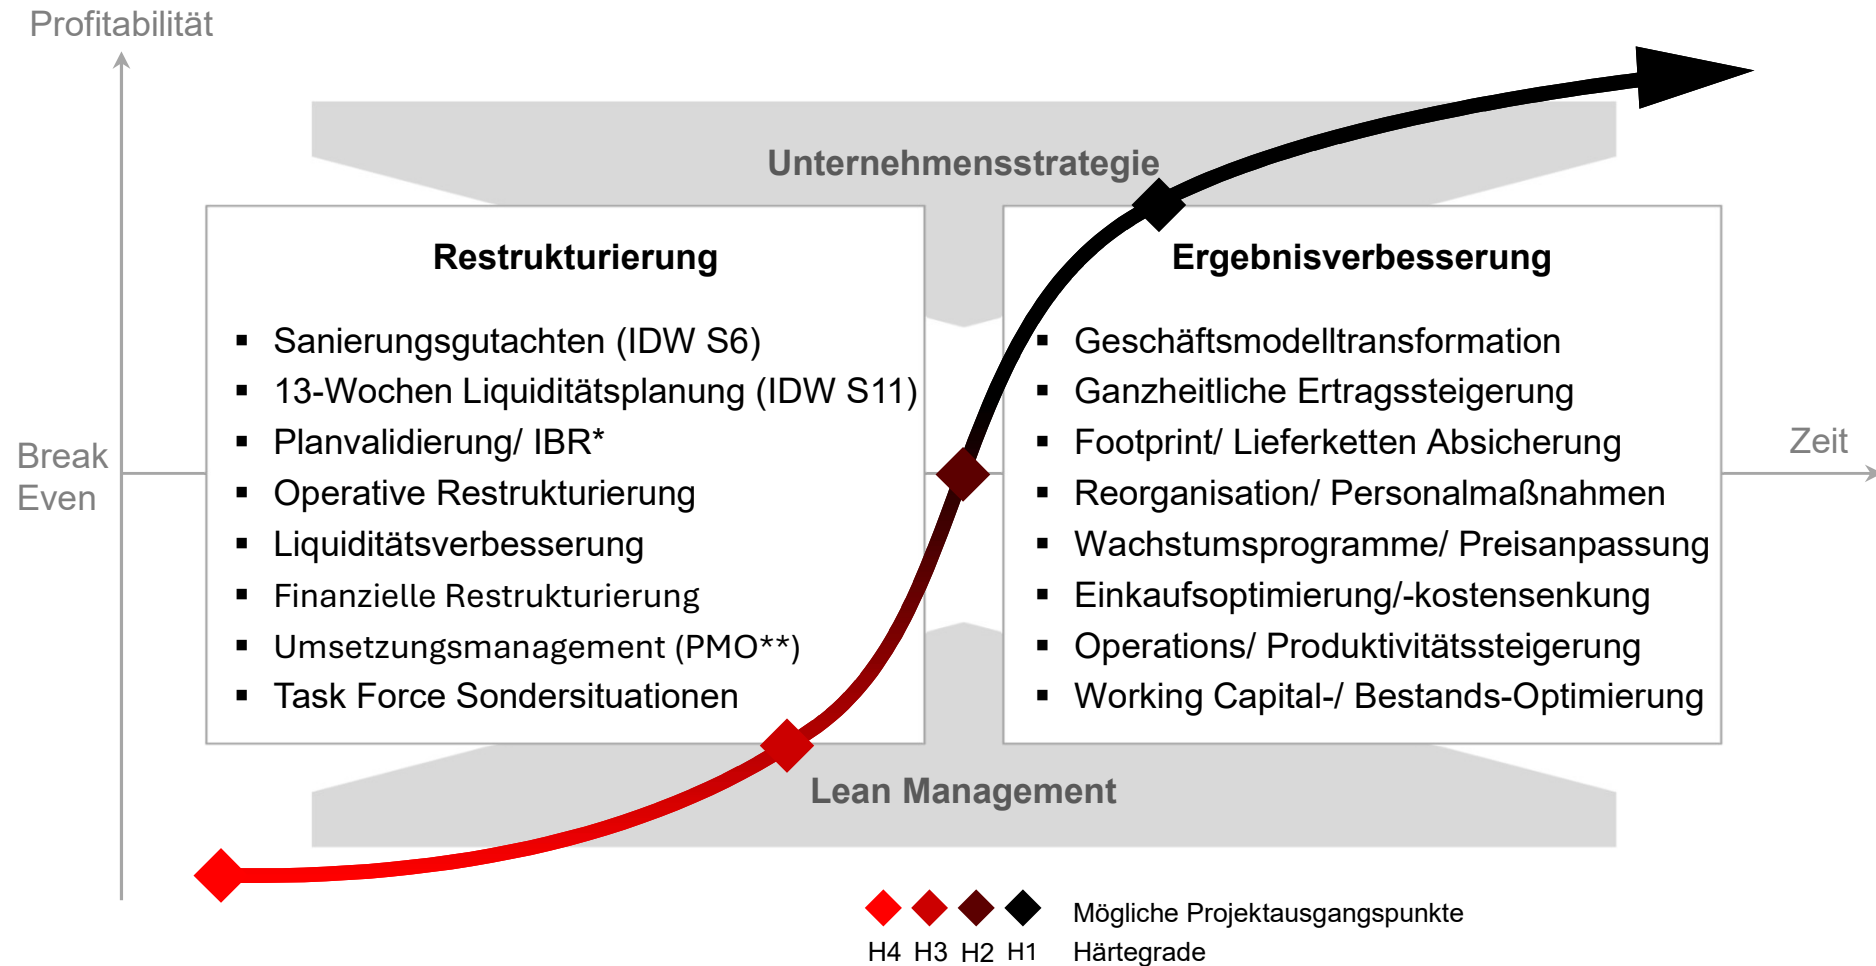 Profitabilität
Unternehmensstrategie
Restrukturierung
▪ Sanierungsgutachten (IDW S6)
▪ 13-Wochen Liquiditätsplanung (IDW S11)
▪ Planvalidierung/ IBR*
▪ Operative Restrukturierung
▪ Liquiditätsverbesserung
▪ Finanzielle Restrukturierung
▪ Umsetzungsmanagement (PMO**)
▪ Task Force Sondersituationen
Ergebnisverbesserung
▪ Geschäftsmodelltransformation
▪ Ganzheitliche Ertragssteigerung
▪ Footprint/ Lieferketten Absicherung
▪ Reorganisation/ Personalmaßnahmen
▪ Wachstumsprogramme/ Preisanpassung
▪ Einkaufsoptimierung/-kostensenkung
▪ Operations/ Produktivitätssteigerung
▪ Working Capital-/ Bestands-Optimierung
Break
Even
Zeit
Lean Management
Mögliche Projektausgangspunkte
H4 H3 H2 H1 Härtegrade